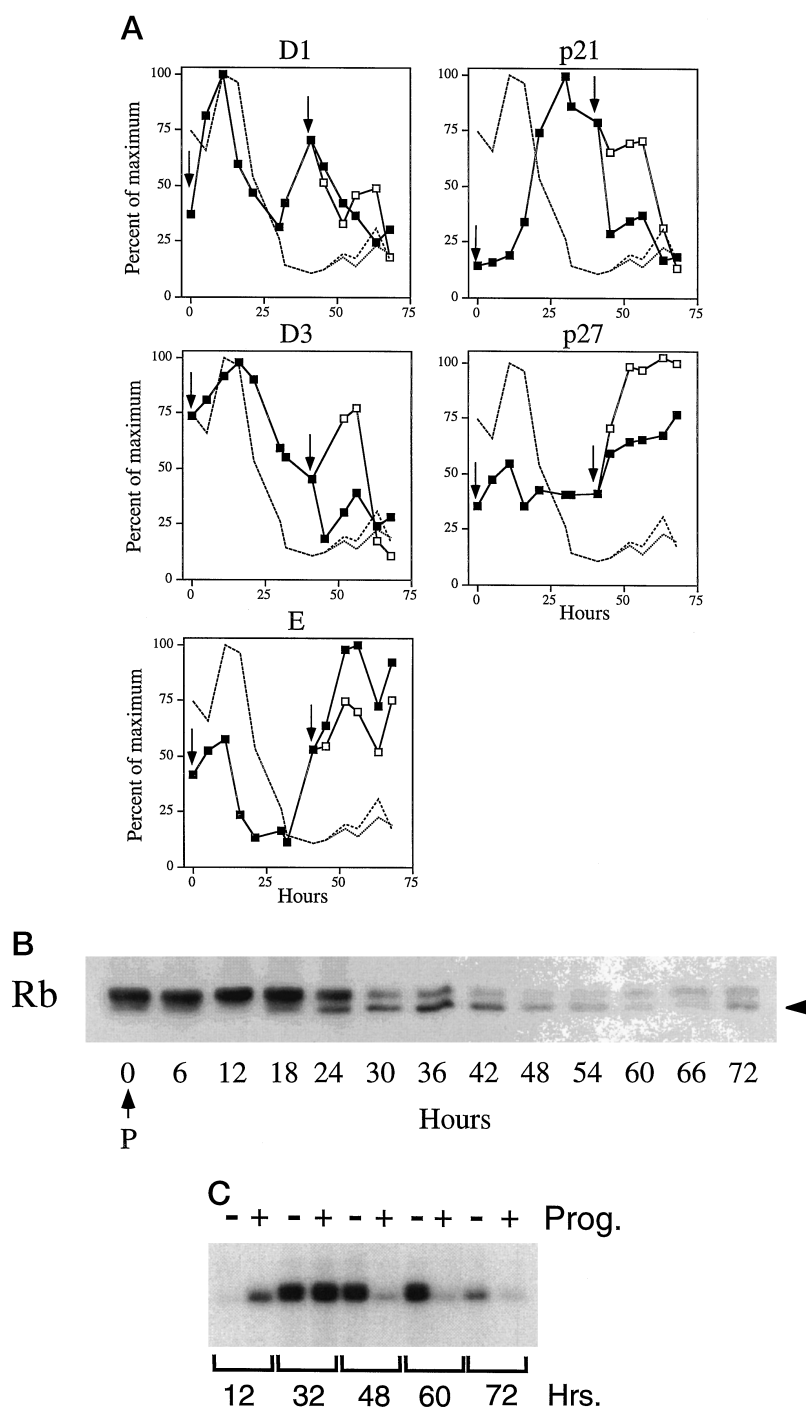 A
D1
p21
Percent of maximum
100
75
50
25
0
0 25 50 75
100
75
50
25
0
0 25 50 75
D3
p27
Percent of maximum
100
75
50
25
0
0 25 50 75
100
75
50
25
0
0 25 50 75
Hours
E
Percent of maximum
100
75
50
25
0
0 25 50 75
Hours
B
Rb
0 6 12 18 24 30 36 42 48 54 60 66 72
P
Hours
C
- + - + - + - + - + Prog.
12 32 48 60 72 Hrs.